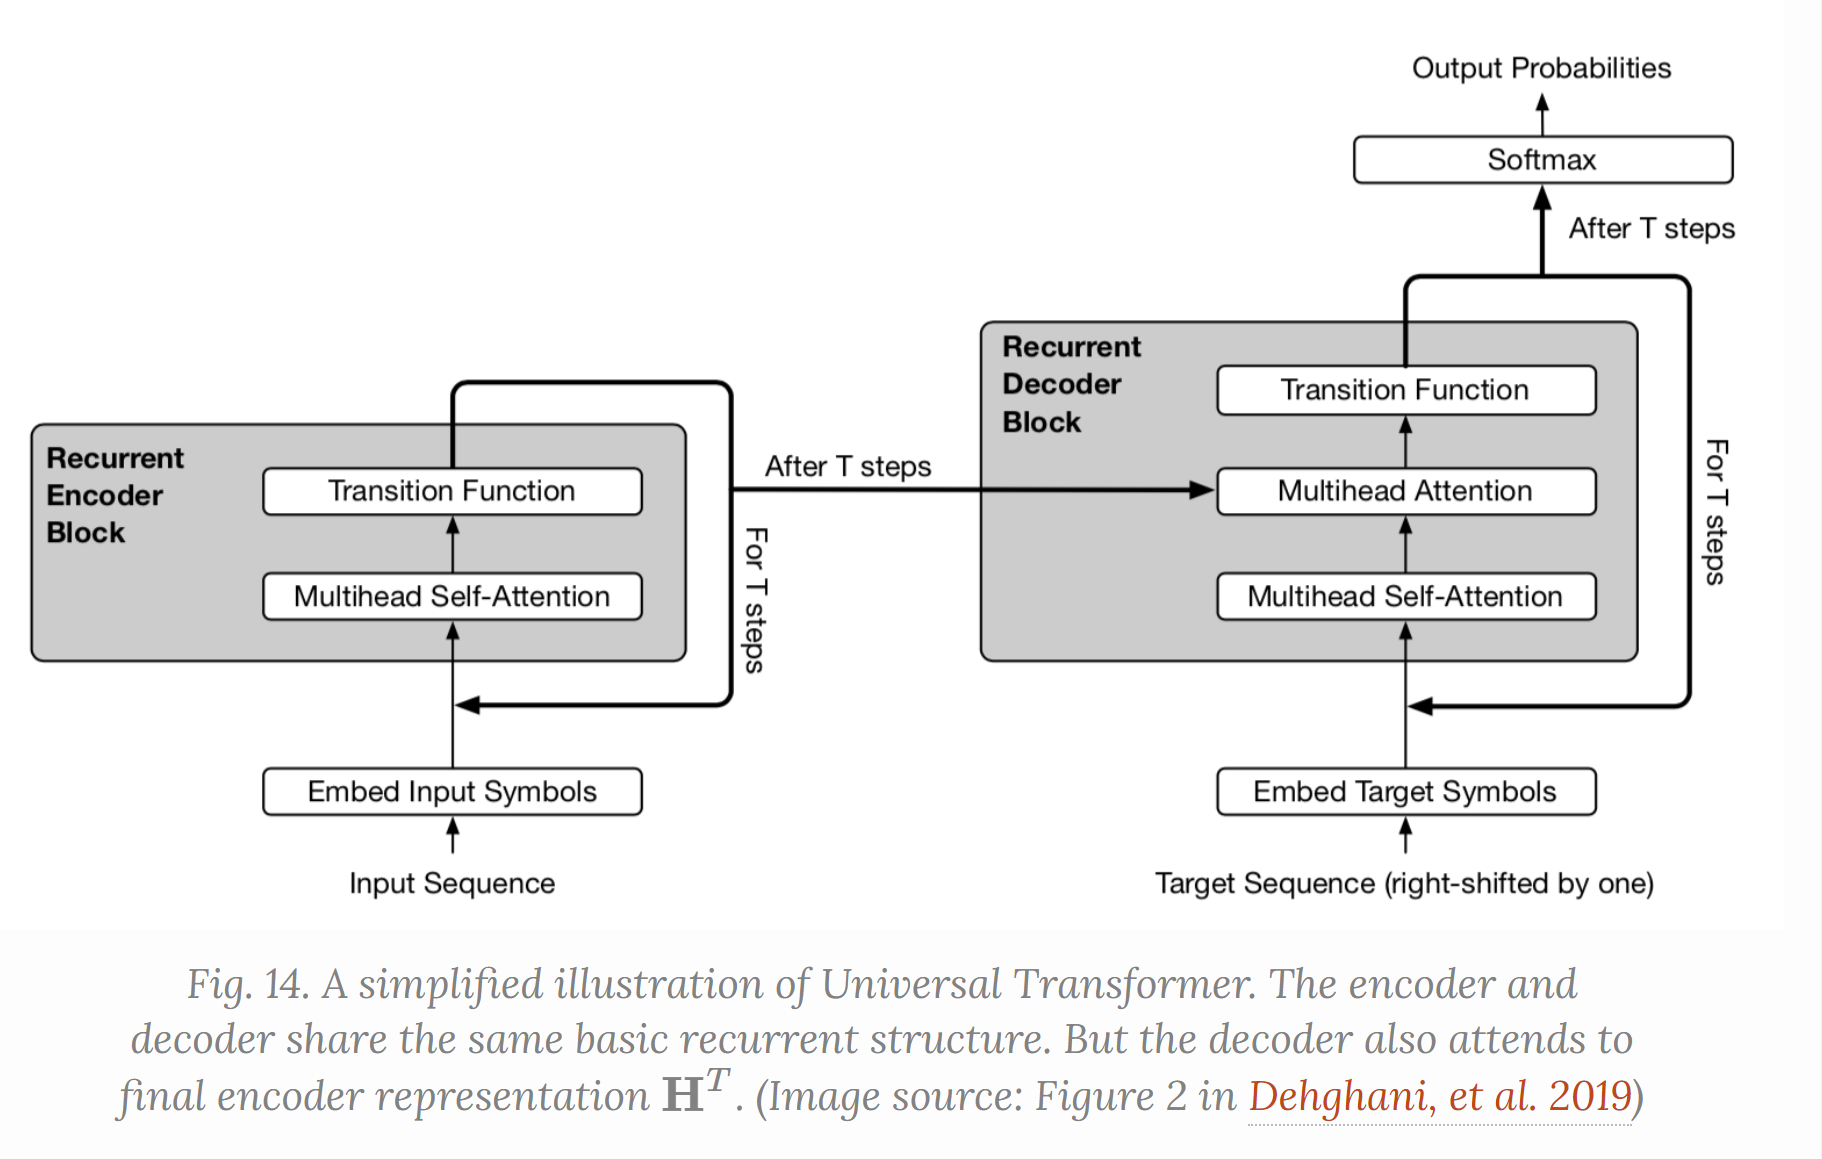 Output Probabilities
Softmax
After T steps
Recurrent
Decoder
Block
Transition Function
Multihead Attention
Multihead Self-Attention
For T steps
Embed Target Symbols
Target Sequence (right-shifted by one)
After T steps
Recurrent
Encoder
Block
Transition Function
Multihead Self-Attention
For T steps
Embed Input Symbols
Input Sequence
Fig. 14. A simplified illustration of Universal Transformer. The encoder and
decoder share the same basic recurrent structure. But the decoder also attends to
final encoder representation H^T. (Image source: Figure 2 in Dehghani, et al. 2019)